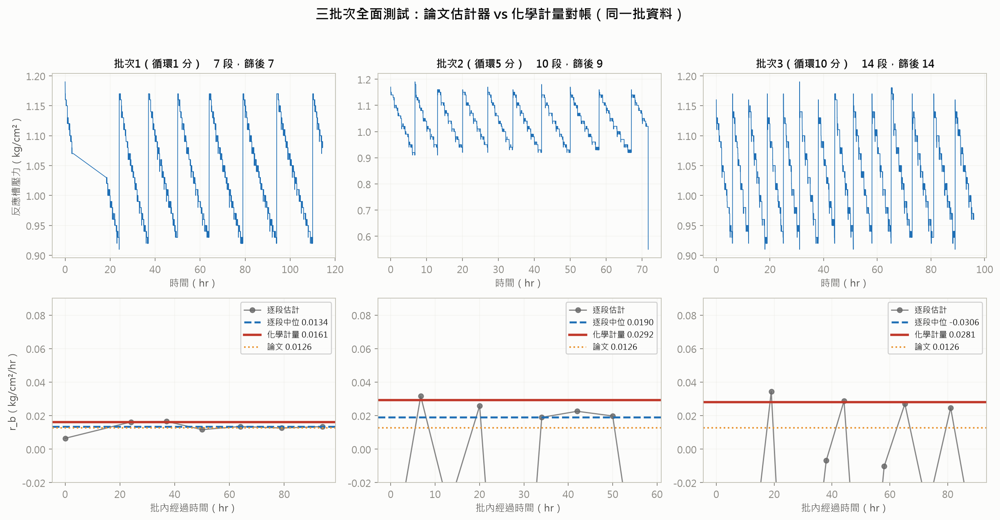 三批次全面測試：論文估計器 vs 化學計量對帳（同一批資料）
批次1（循環1 分）　7 段，篩後 7
1.20
1.15
1.10
1.05
1.00
0.95
0.90
反應槽壓力（kg/cm²）
0 20 40 60 80 100 120
時間（hr）
批次2（循環5 分）　10 段，篩後 9
1.2
1.1
1.0
0.9
0.8
0.7
0.6
0 10 20 30 40 50 60 70
時間（hr）
批次3（循環10 分）　14 段，篩後 14
1.20
1.15
1.10
1.05
1.00
0.95
0.90
0 20 40 60 80 100
時間（hr）
0.08
0.06
0.04
0.02
0.00
-0.02
r_b（kg/cm²/hr）
逐段估計
逐段中位 0.0134
化學計量 0.0161
論文 0.0126
0 20 40 60 80
批內經過時間（hr）
0.08
0.06
0.04
0.02
0.00
-0.02
逐段估計
逐段中位 0.0190
化學計量 0.0292
論文 0.0126
0 10 20 30 40 50 60
批內經過時間（hr）
0.08
0.06
0.04
0.02
0.00
-0.02
逐段估計
逐段中位 -0.0306
化學計量 0.0281
論文 0.0126
0 20 40 60 80
批內經過時間（hr）